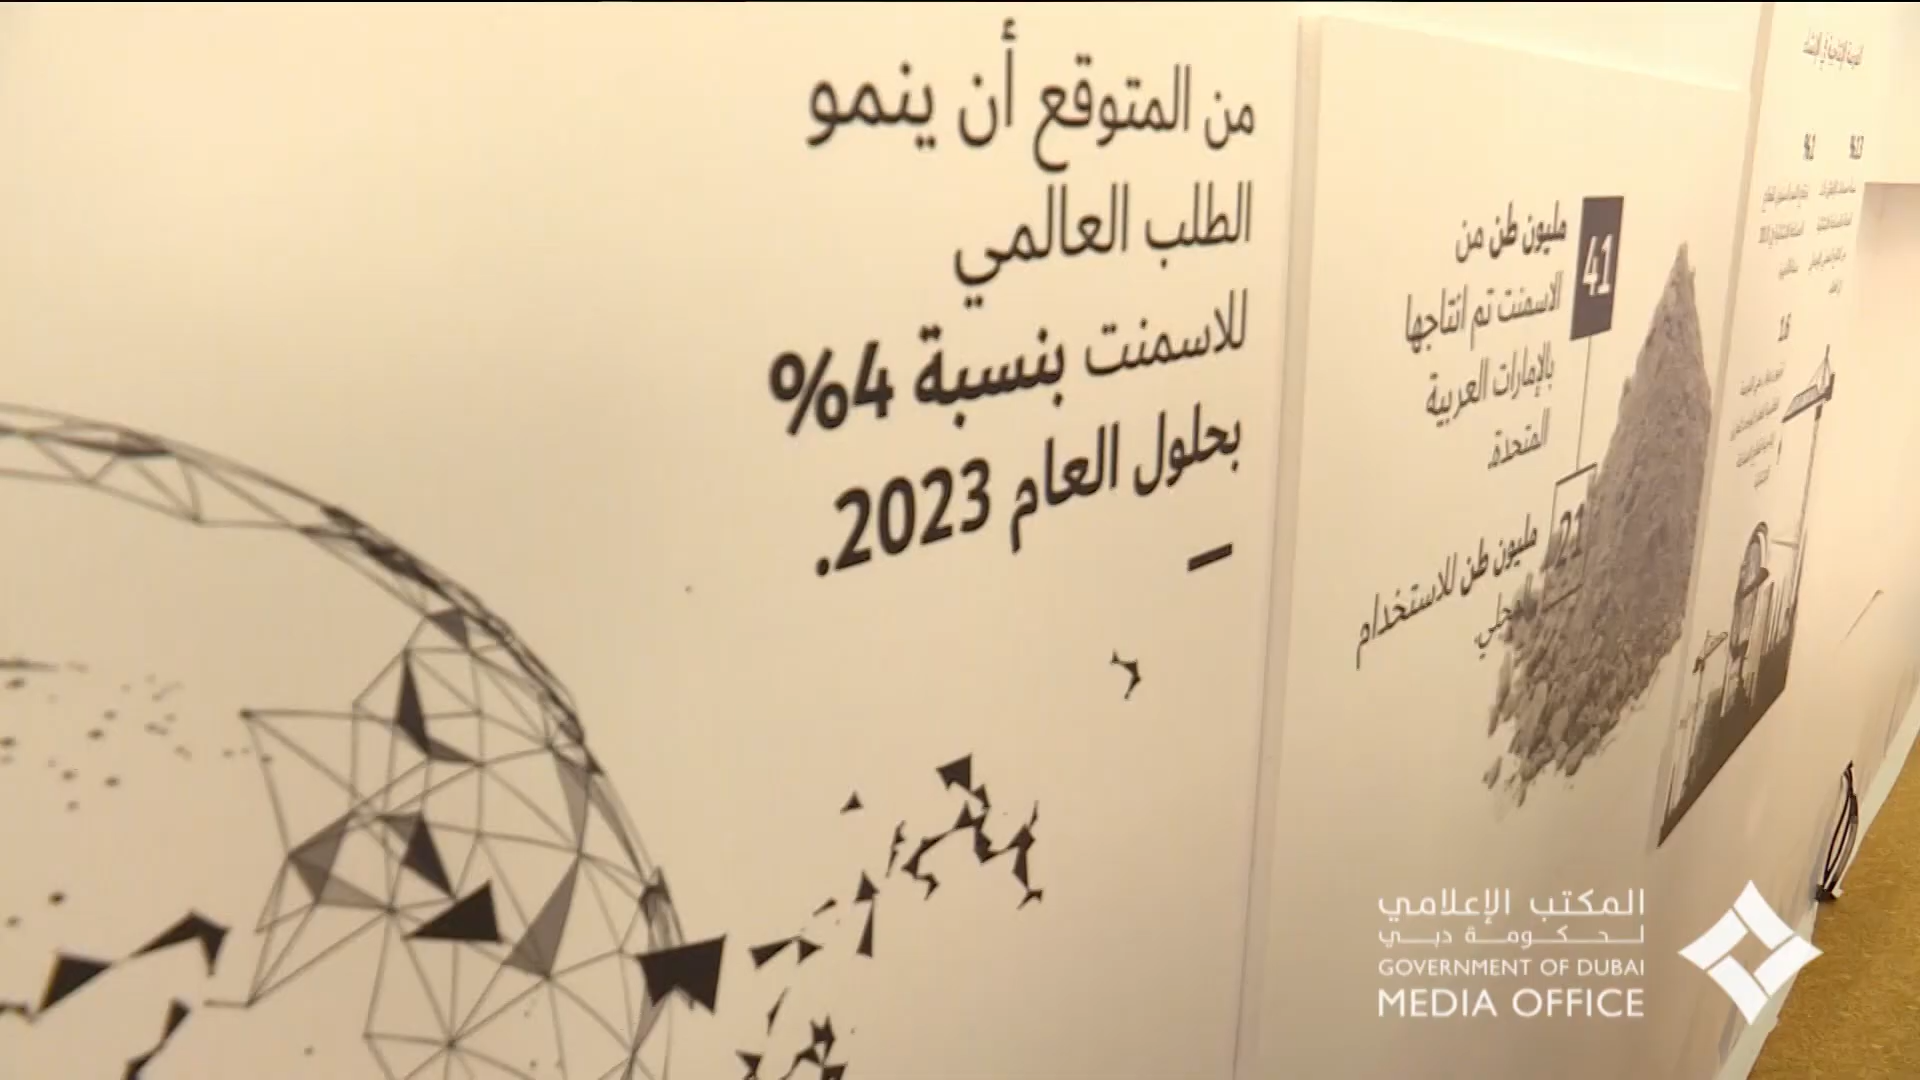 من المتوقع أن ينمو
الطلب العالمي
للاسمنت بنسبة 4%
بحلول العام 2023.
41
مليون طن من
الاسمنت تم انتاجها
بالإمارات العربية
المتحدة.
21
مليون طن للاستخدام
المحلي.
المكتب الإعلامي
لحكومة دبي
GOVERNMENT OF DUBAI
MEDIA OFFICE